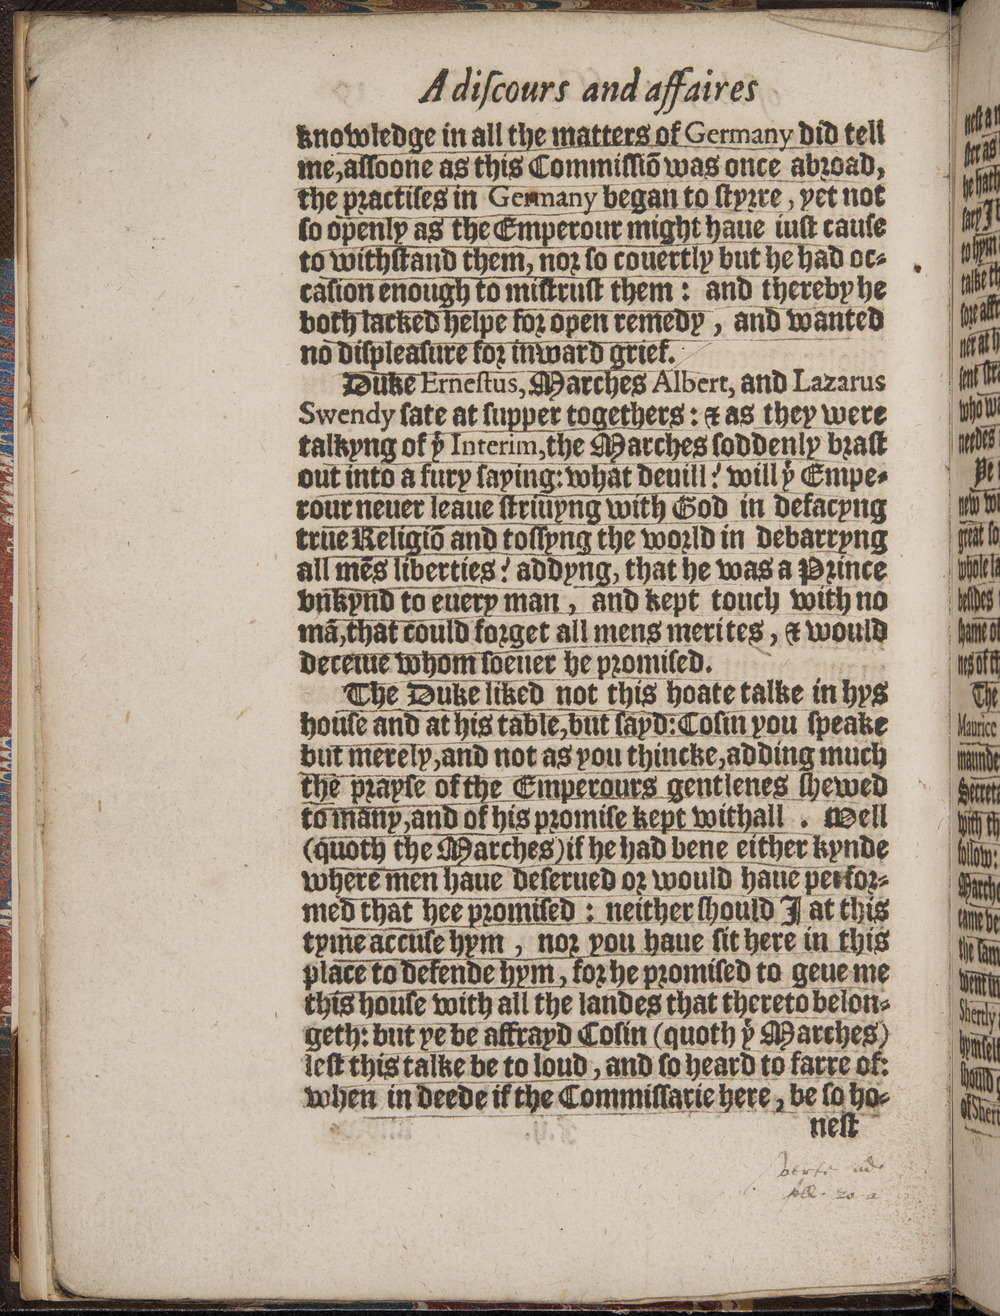 A diſcours and affaires
knowledge in all the matters of Germany did tell
me,aſſoone as this Commiſſiõ was once abroad,
the practiſes in Germany began to ſtyrre, yet not
ſo openly as the Emperour might haue iuſt cauſe
to withſtand them, nor ſo couertly but he had oc-
caſion enough to miſtruſt them: and thereby he
both lacked helpe for open remedy, and wanted
no diſpleaſure for inward grief.
Duke Erneſtus, Marches Albert, and Lazarus
Swendy ſate at ſupper togethers: & as they were
talkyng of yͤ Interim, the Marches ſoddenly braſt
out into a fury ſaying: what deuill? will yͤ Empe-
rour neuer leaue ſtriuyng with God in defacyng
true Religiõ and toſſyng the world in debarryng
all mẽs liberties? addyng, that he was a Prince
vnkynd to euery man, and kept touch with no
mã, that could forget all mens merites, & would
deceiue whom ſoeuer he promiſed.
The Duke liked not this hoate talke in hys
houſe and at his table, but ſayd: Coſin you ſpeake
but merely, and not as you thincke, adding much
the prayſe of the Emperours gentlenes ſhewed
to many, and of his promiſe kept withall. Well
(quoth the Marches) if he had bene either kynde
where men haue deſerued or would haue perfor-
med that hee promiſed: neither ſhould I at this
tyme accuſe hym, nor you haue ſit here in this
place to defende hym, for he promiſed to geue me
this houſe with all the landes that thereto belon-
geth: but ye be affrayd Coſin (quoth yͤ Marches)
leſt this talke be to loud, and ſo heard to farre of:
when in deede if the Commiſſarie here, be ſo ho-
neſt